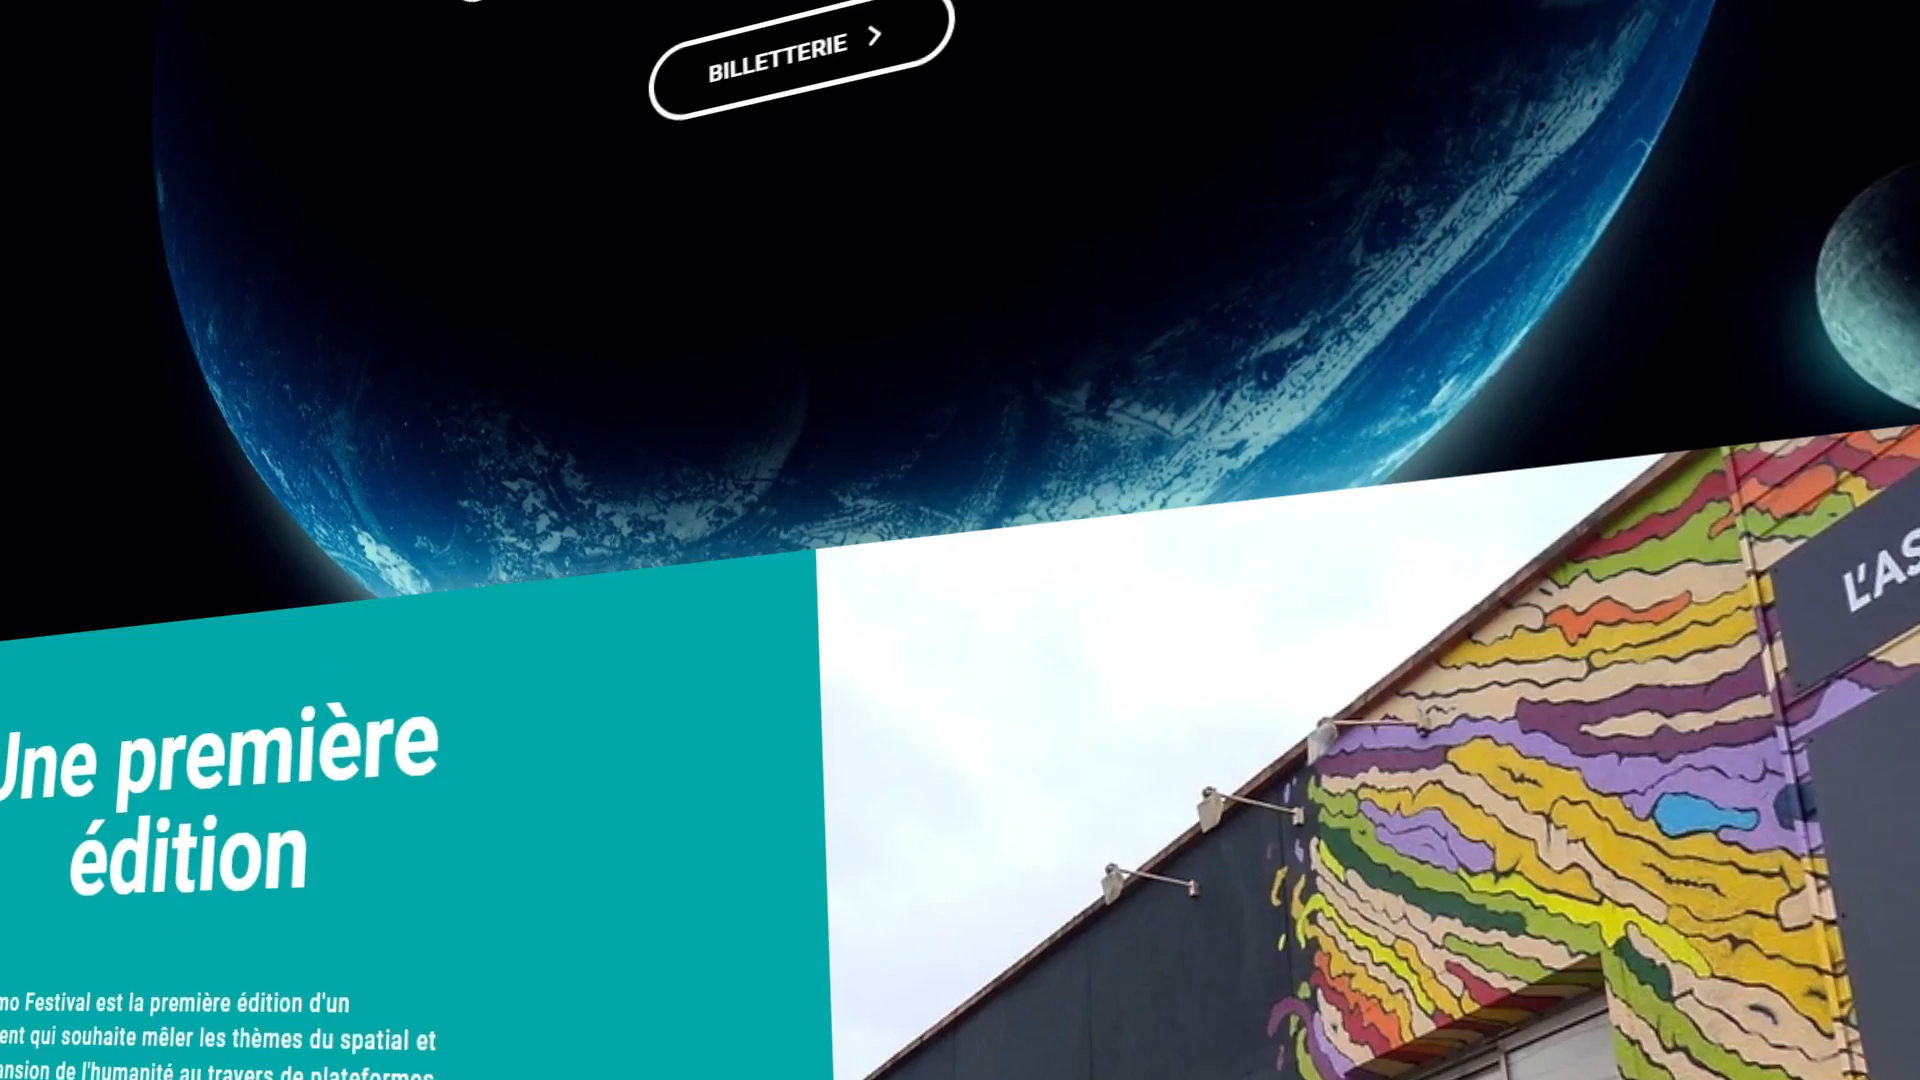 BILLETTERIE
L'AS
Une première
édition
Festival est la première édition d'un
qui souhaite mêler les thèmes du spatial et
de l'humanité au travers de plateformes